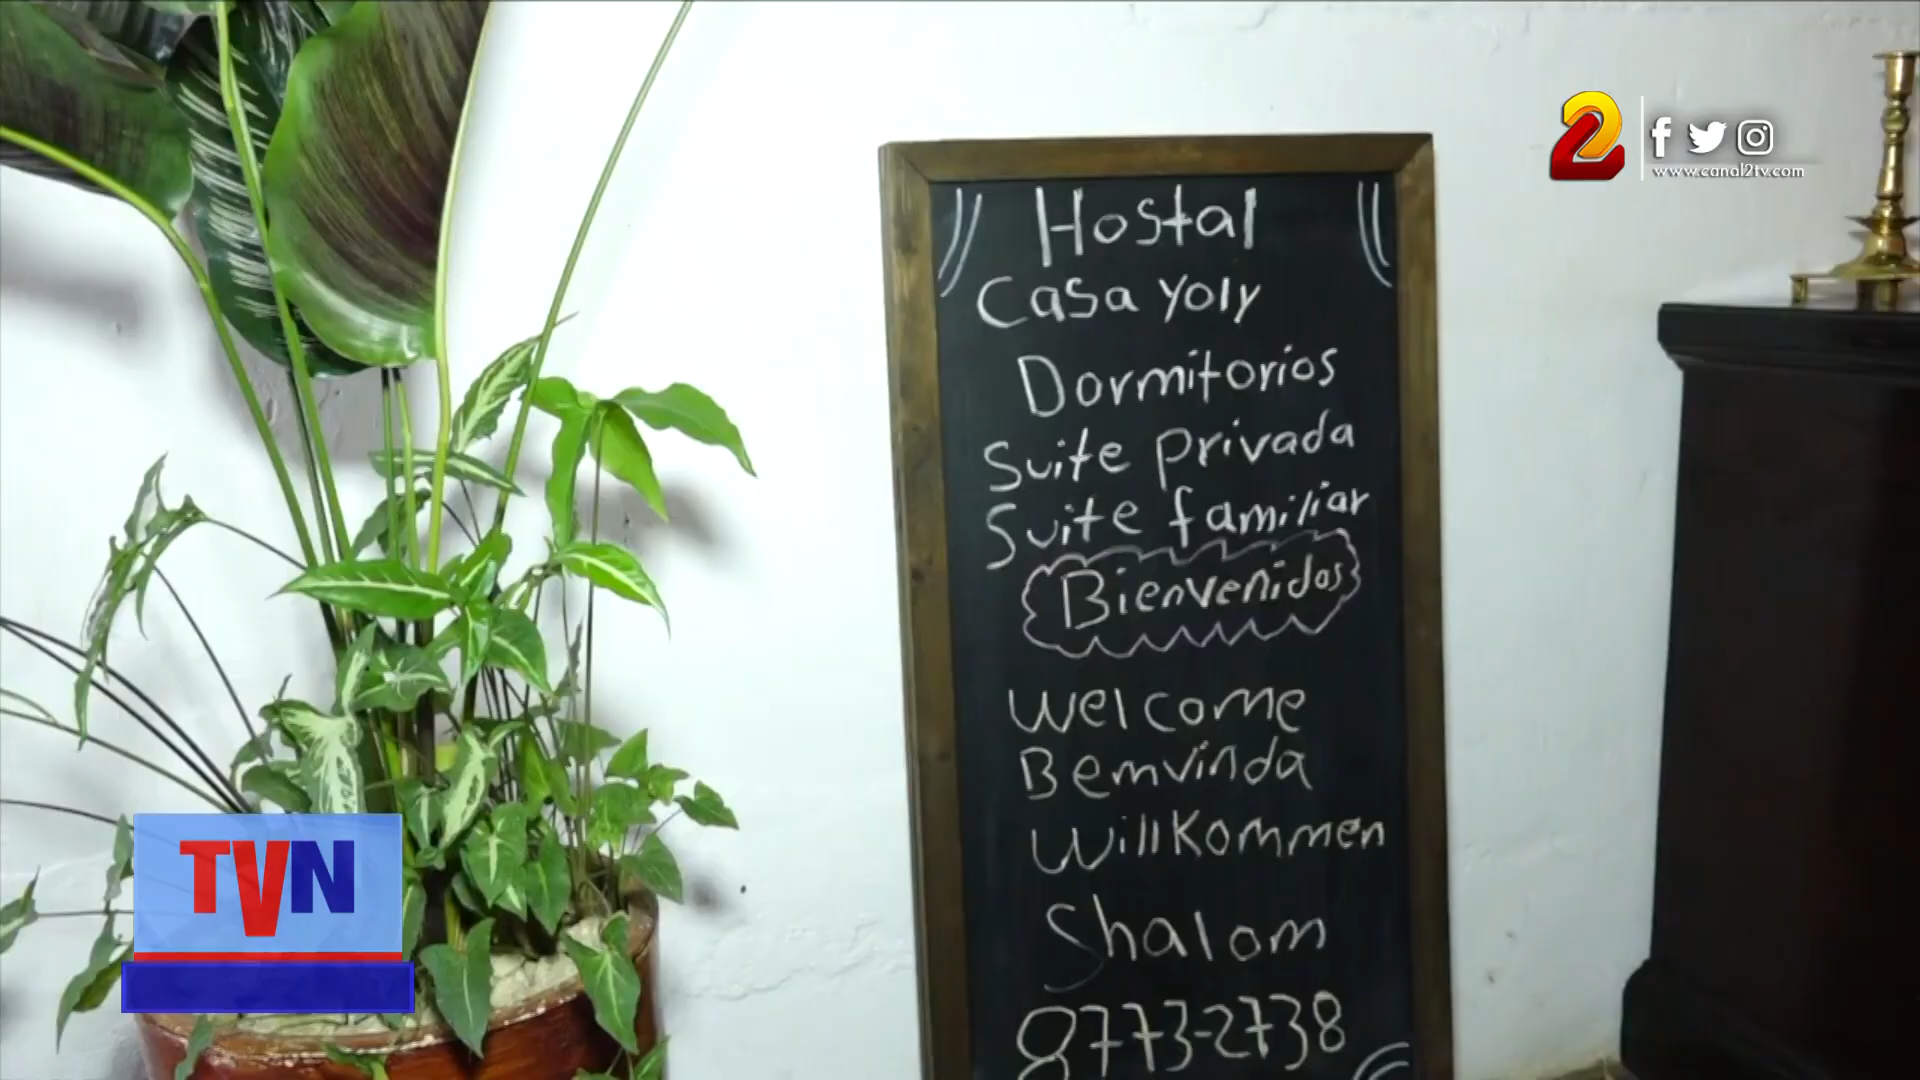 Hostal
Casa Yoly
Dormitorios
Suite privada
Suite familiar
Bienvenidos
Welcome
Bemvinda
Willkommen
Shalom
8773-2738
2
www.canal2tv.com
TVN